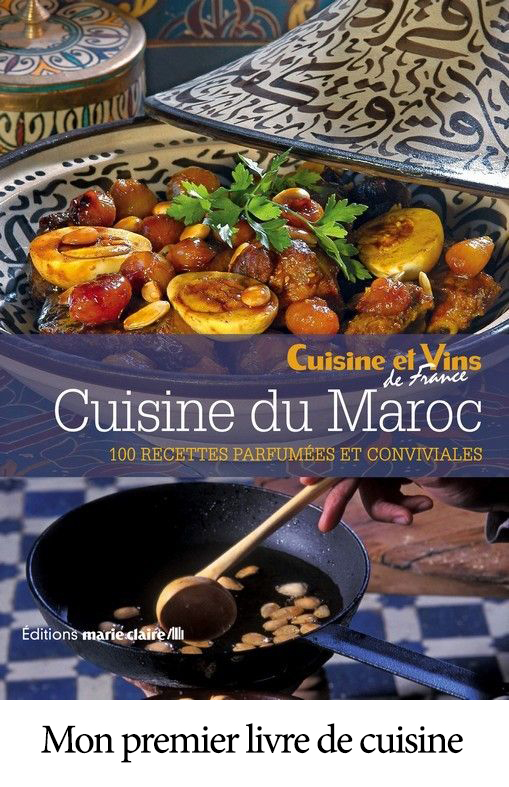 Cuisine et Vins
de France
Cuisine du Maroc
100 RECETTES PARFUMÉES ET CONVIVIALES
Éditions marie claire
Mon premier livre de cuisine